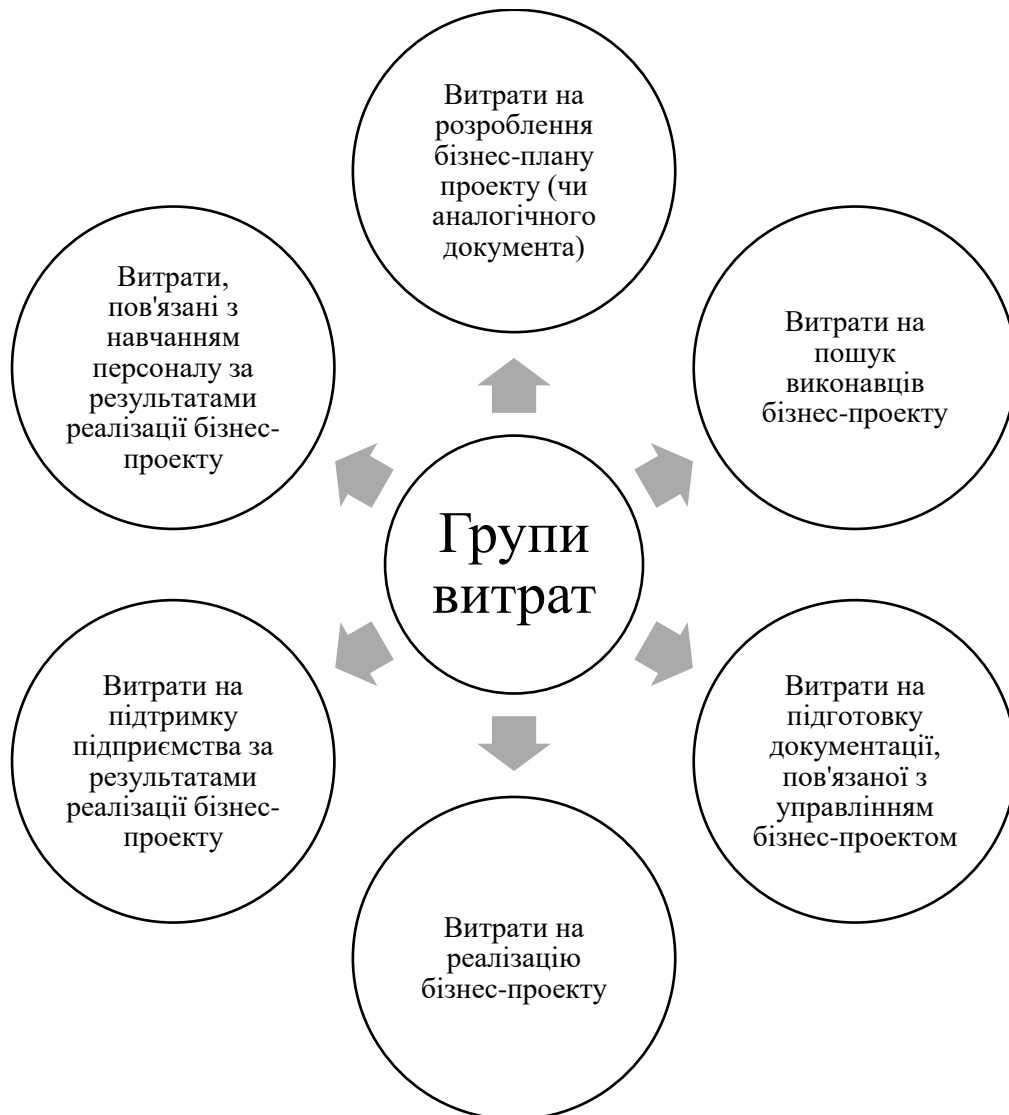 Витрати на
розроблення
бізнес-плану
проекту (чи
аналогічного
документа)
Витрати на
пошук
виконавців
бізнес-проекту
Витрати на
підготовку
документації,
пов'язаної з
управлінням
бізнес-проектом
Витрати на
реалізацію
бізнес-проекту
Витрати на
підтримку
підприємства за
результатами
реалізації бізнес-
проекту
Витрати,
пов'язані з
навчанням
персоналу за
результатами
реалізації бізнес-
проекту
Групи
витрат